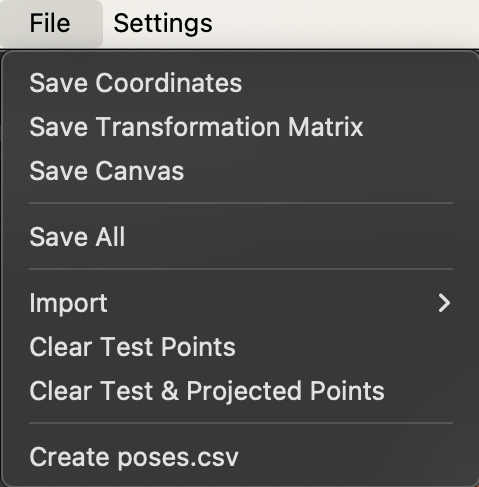 File Settings
Save Coordinates
Save Transformation Matrix
Save Canvas
Save All
Import
Clear Test Points
Clear Test & Projected Points
Create poses.csv